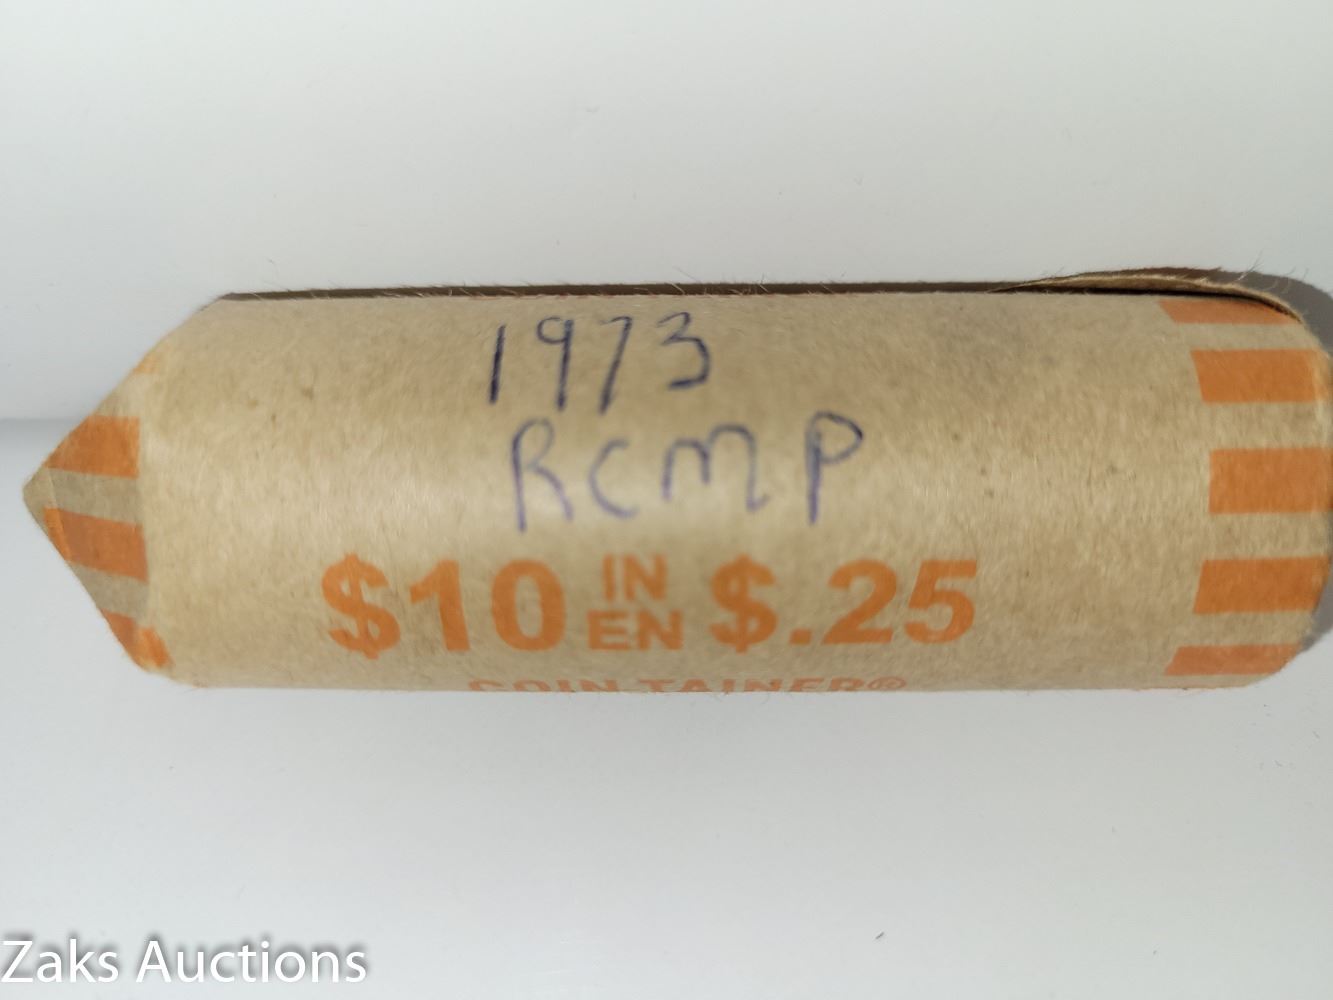 1973
RCMP
$10 IN EN $.25
COIN-TAINER®
Zaks Auctions